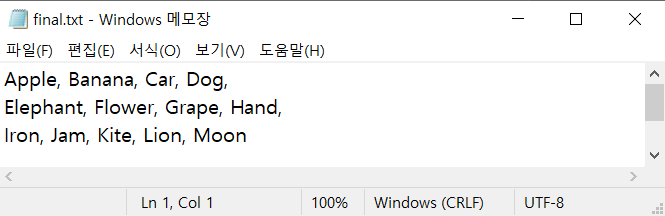 final.txt - Windows 메모장
파일(F) 편집(E) 서식(O) 보기(V) 도움말(H)
Apple, Banana, Car, Dog,
Elephant, Flower, Grape, Hand,
Iron, Jam, Kite, Lion, Moon
Ln 1, Col 1 100% Windows (CRLF) UTF-8